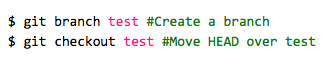 $ git branch test #Create a branch
$ git checkout test #Move HEAD over test